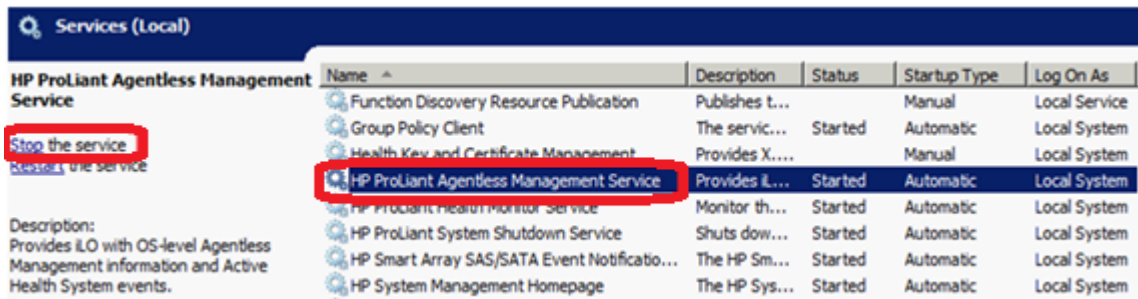 Services (Local)
HP ProLiant Agentless Management Service
Stop the service
Restart the service
Description:
Provides iLO with OS-level Agentless
Management information and Active
Health System events.
Name Description Status Startup Type Log On As
Function Discovery Resource Publication Publishes t... Manual Local Service
Group Policy Client The servic... Started Automatic Local System
Health Key and Certificate Management Provides X.... Manual Local System
HP ProLiant Agentless Management Service Provides iL... Started Automatic Local System
HP ProLiant Health Monitor Service Monitor th... Started Automatic Local System
HP ProLiant System Shutdown Service Shuts dow... Started Automatic Local System
HP Smart Array SAS/SATA Event Notificatio... The HP Sm... Started Automatic Local System
HP System Management Homepage The HP Sys... Started Automatic Local System